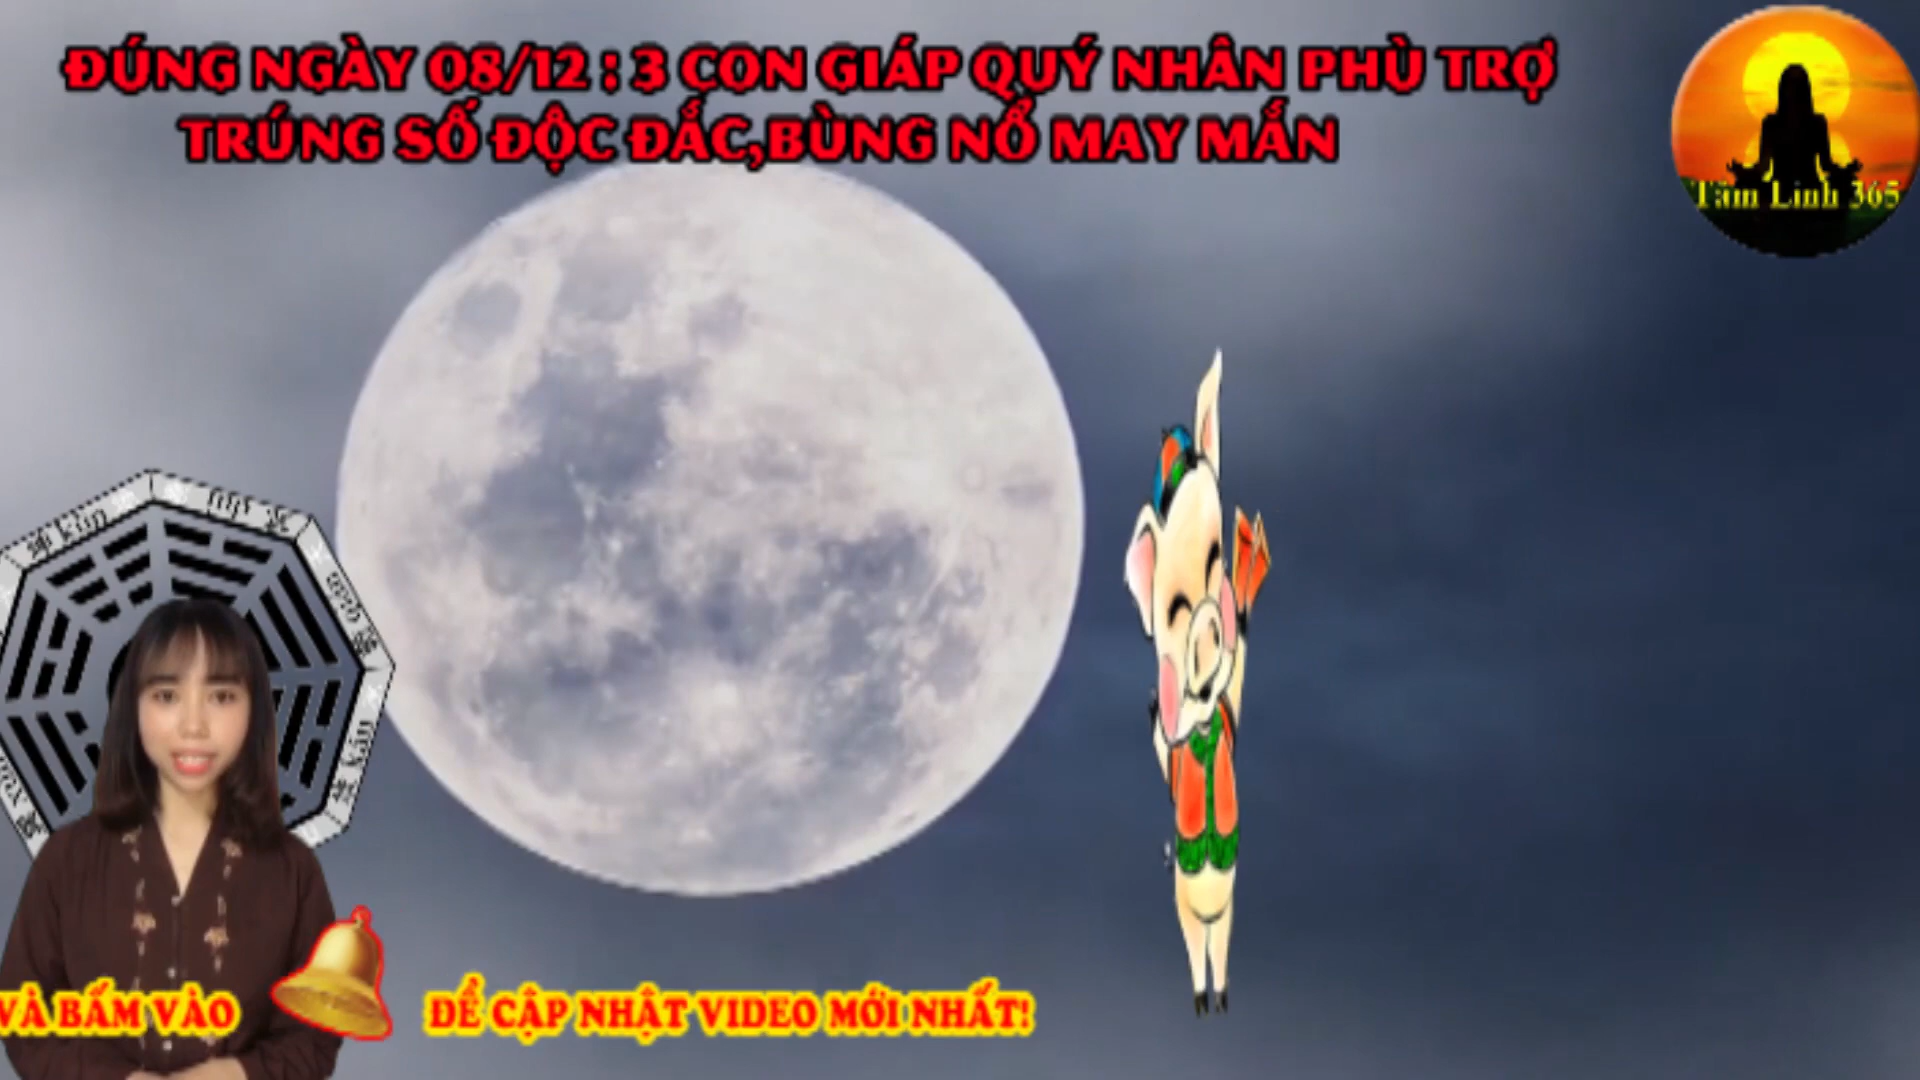 ĐÚNG NGÀY 08/12 : 3 CON GIÁP QUÝ NHÂN PHÙ TRỢ
TRÚNG SỐ ĐỘC ĐẮC,BÙNG NỔ MAY MẮN
Tâm Linh 365
VÀ BẤM VÀO
ĐỂ CẬP NHẬT VIDEO MỚI NHẤT!